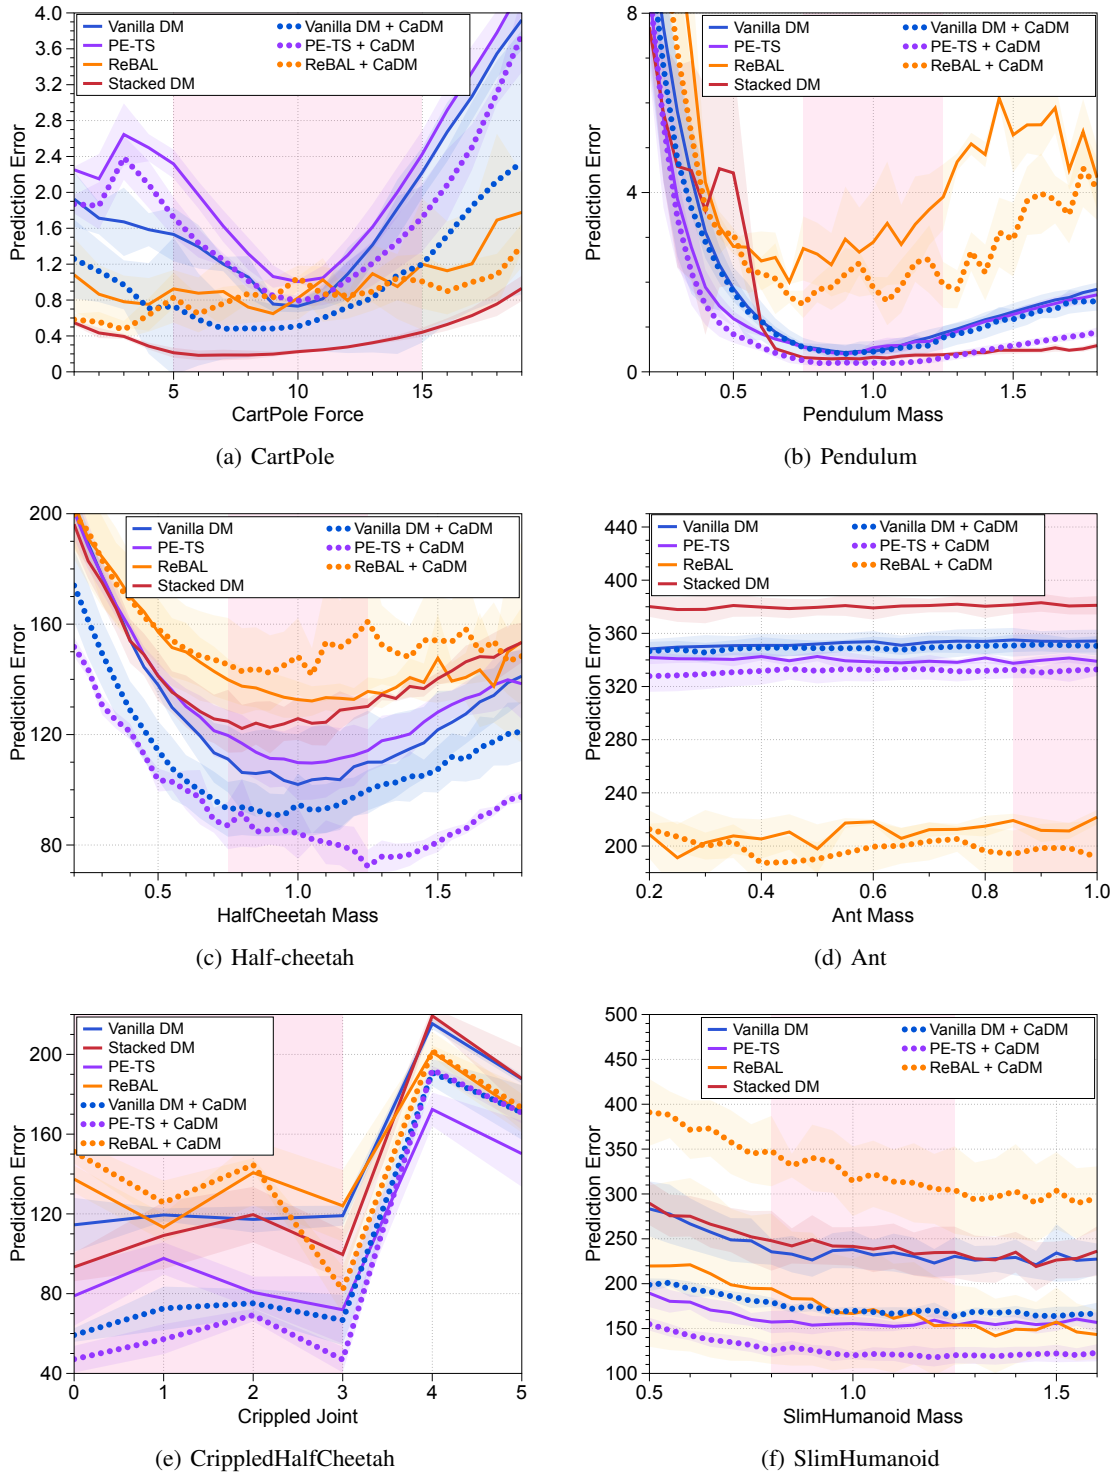 4.0
3.6
3.2
2.8
2.4
2.0
1.6
1.2
0.8
0.4
0
Prediction Error
Vanilla DM
PE-TS
ReBAL
Stacked DM
Vanilla DM + CaDM
PE-TS + CaDM
ReBAL + CaDM
5
10
15
CartPole Force
(a) CartPole
8
4
0
Prediction Error
Vanilla DM
PE-TS
ReBAL
Stacked DM
Vanilla DM + CaDM
PE-TS + CaDM
ReBAL + CaDM
0.5
1.0
1.5
Pendulum Mass
(b) Pendulum
200
160
120
80
Prediction Error
Vanilla DM
PE-TS
ReBAL
Stacked DM
Vanilla DM + CaDM
PE-TS + CaDM
ReBAL + CaDM
0.5
1.0
1.5
HalfCheetah Mass
(c) Half-cheetah
440
400
360
320
280
240
200
Prediction Error
Vanilla DM
PE-TS
ReBAL
Stacked DM
Vanilla DM + CaDM
PE-TS + CaDM
ReBAL + CaDM
0.2
0.4
0.6
0.8
1.0
Ant Mass
(d) Ant
200
160
120
80
40
Prediction Error
Vanilla DM
Stacked DM
PE-TS
ReBAL
Vanilla DM + CaDM
PE-TS + CaDM
ReBAL + CaDM
0
1
2
3
4
5
Crippled Joint
(e) CrippledHalfCheetah
500
450
400
350
300
250
200
150
100
Prediction Error
Vanilla DM
PE-TS
ReBAL
Stacked DM
Vanilla DM + CaDM
PE-TS + CaDM
ReBAL + CaDM
0.5
1.0
1.5
SlimHumanoid Mass
(f) SlimHumanoid